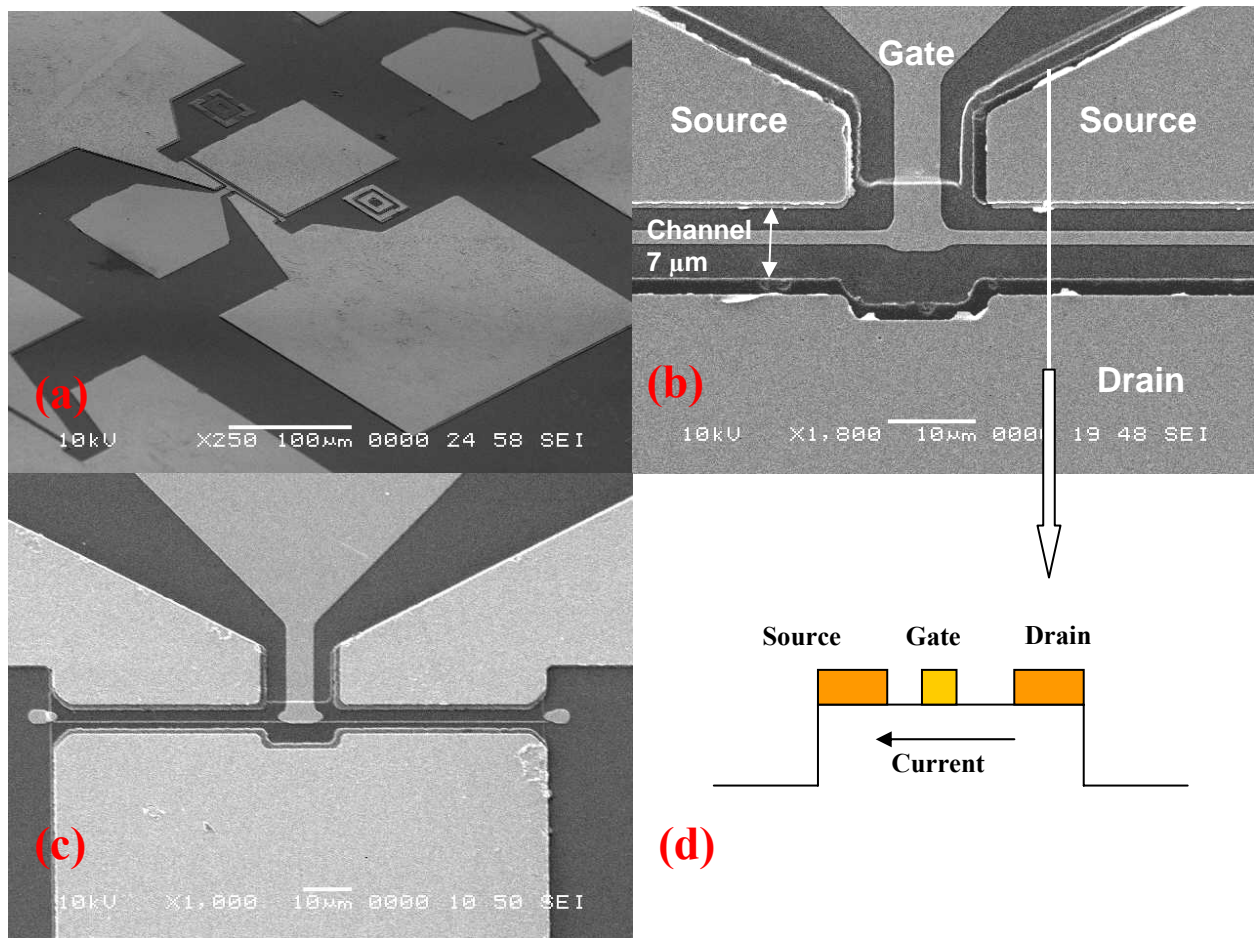 (a)
10kV X250 100µm 0000 24 58 SEI
Gate
Source
Source
Channel
7 µm
Drain
(b)
10kV X1,800 10µm 000 19 48 SEI
(c)
10kV X1,000 10µm 0000 10 50 SEI
Source Gate Drain
Current
(d)